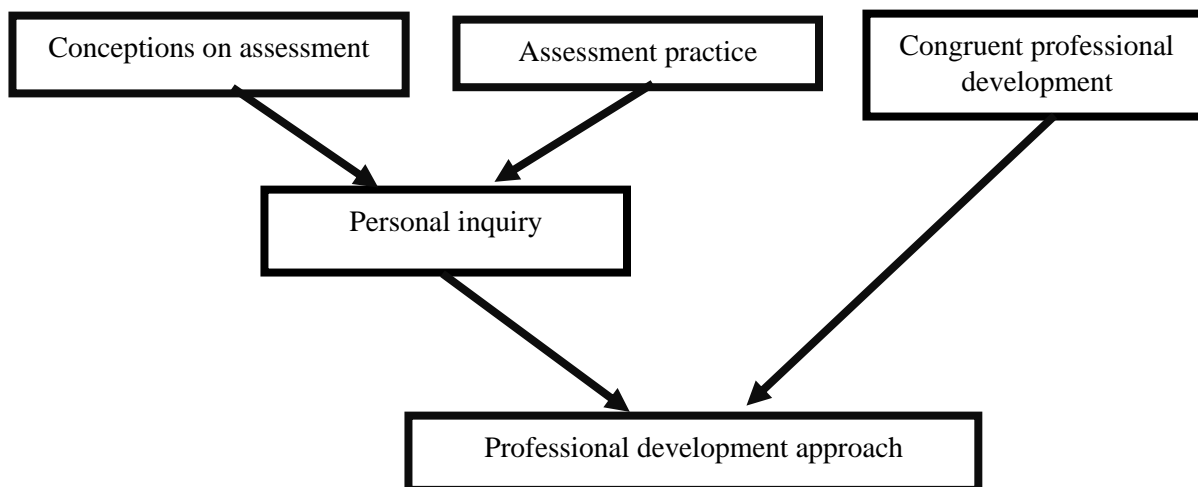 Conceptions on assessment
Assessment practice
Congruent professional
development
Personal inquiry
Professional development approach